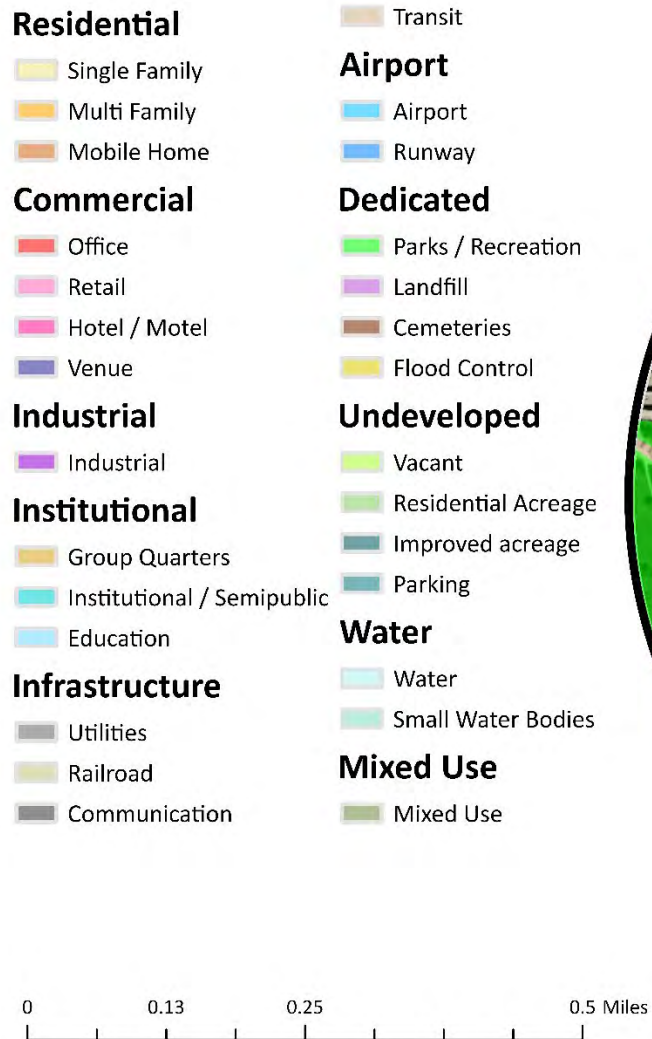 Residential
Single Family
Multi Family
Mobile Home
Commercial
Office
Retail
Hotel / Motel
Venue
Industrial
Industrial
Institutional
Group Quarters
Institutional / Semipublic
Education
Infrastructure
Utilities
Railroad
Communication
Transit
Airport
Airport
Runway
Dedicated
Parks / Recreation
Landfill
Cemeteries
Flood Control
Undeveloped
Vacant
Residential Acreage
Improved acreage
Parking
Water
Water
Small Water Bodies
Mixed Use
Mixed Use
0 0.13 0.25 0.5 Miles